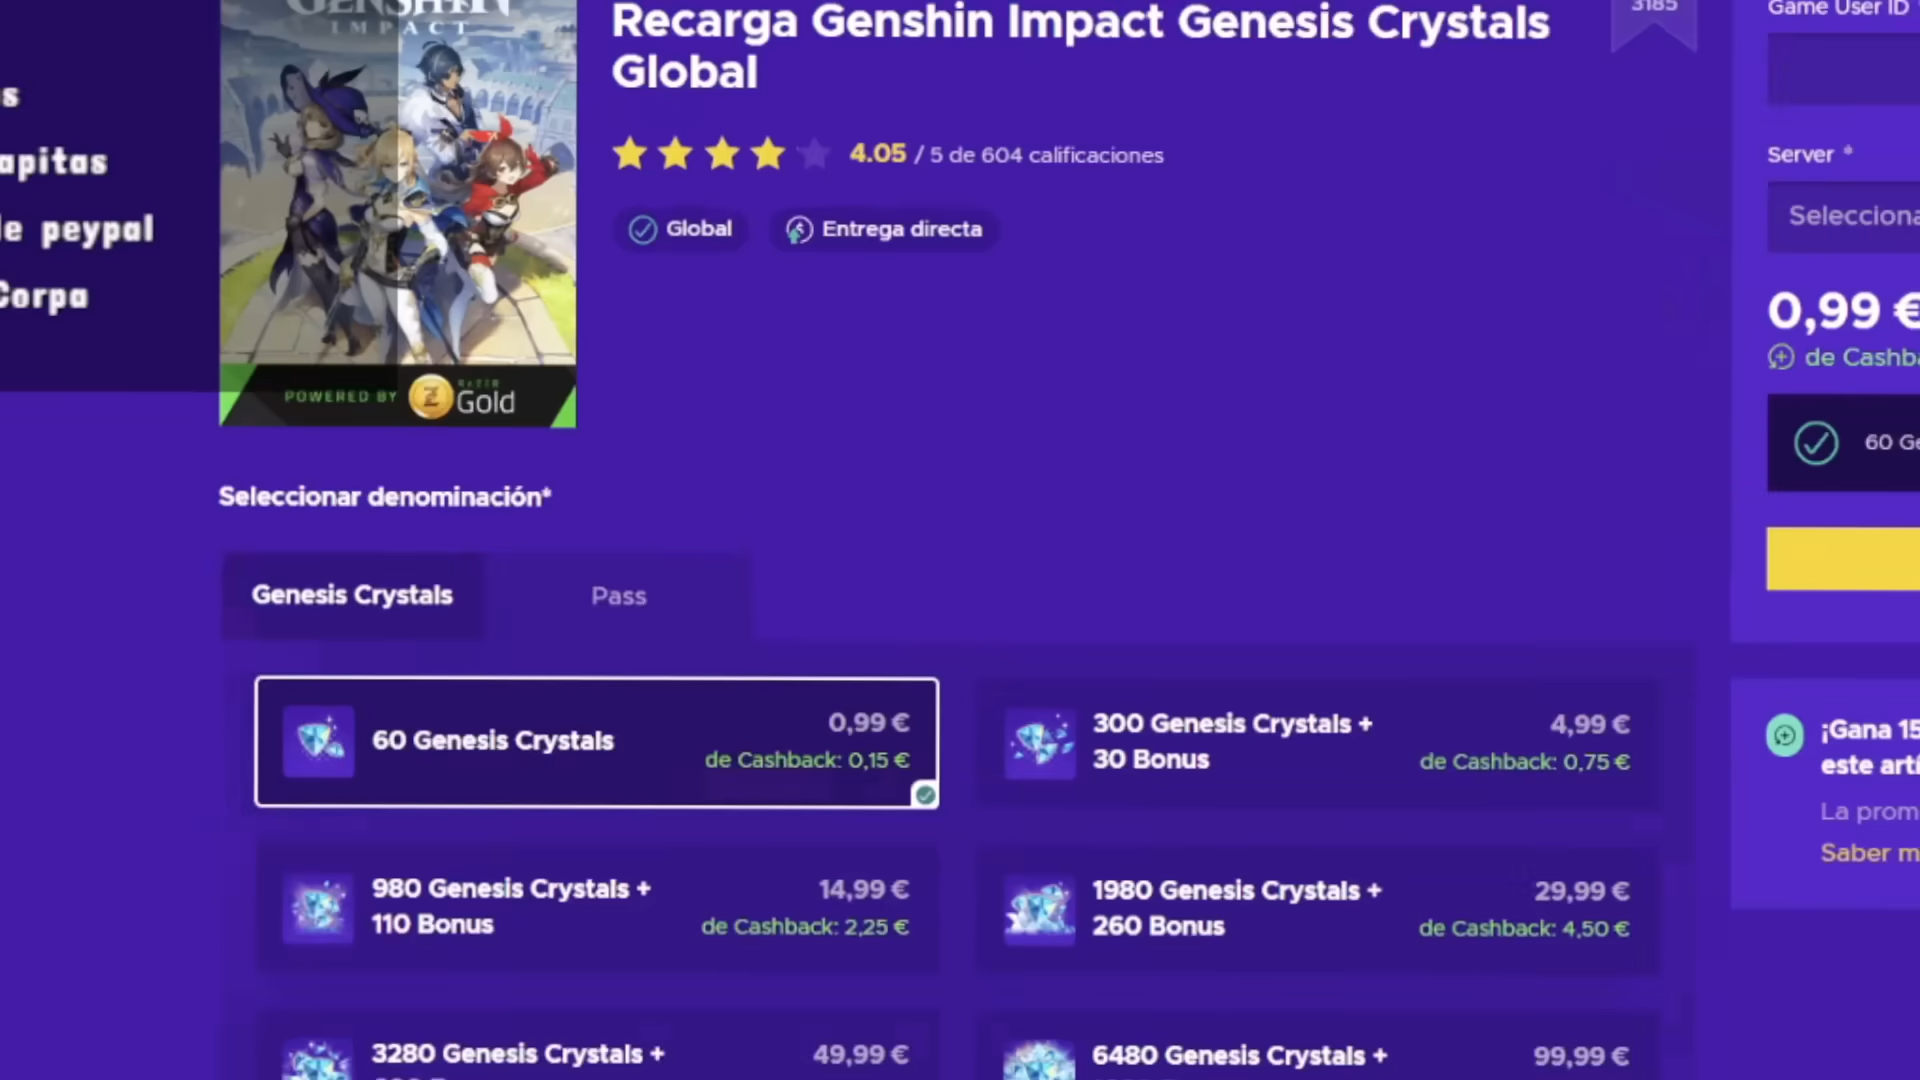 s
apitas
le peypal
Corpa
GENSHIN
IMPACT
POWERED BY
RAZER
Gold
Recarga Genshin Impact Genesis Crystals
Global
4.05 / 5 de 604 calificaciones
Global
Entrega directa
3185
Seleccionar denominación*
Genesis Crystals
Pass
60 Genesis Crystals
0,99 €
de Cashback: 0,15 €
300 Genesis Crystals +
30 Bonus
4,99 €
de Cashback: 0,75 €
980 Genesis Crystals +
110 Bonus
14,99 €
de Cashback: 2,25 €
1980 Genesis Crystals +
260 Bonus
29,99 €
de Cashback: 4,50 €
3280 Genesis Crystals +
49,99 €
6480 Genesis Crystals +
99,99 €
Game User ID
Server *
Selecciona
0,99 €
de Cashba
60 Ge
¡Gana 15
este artí
La prom
Saber m